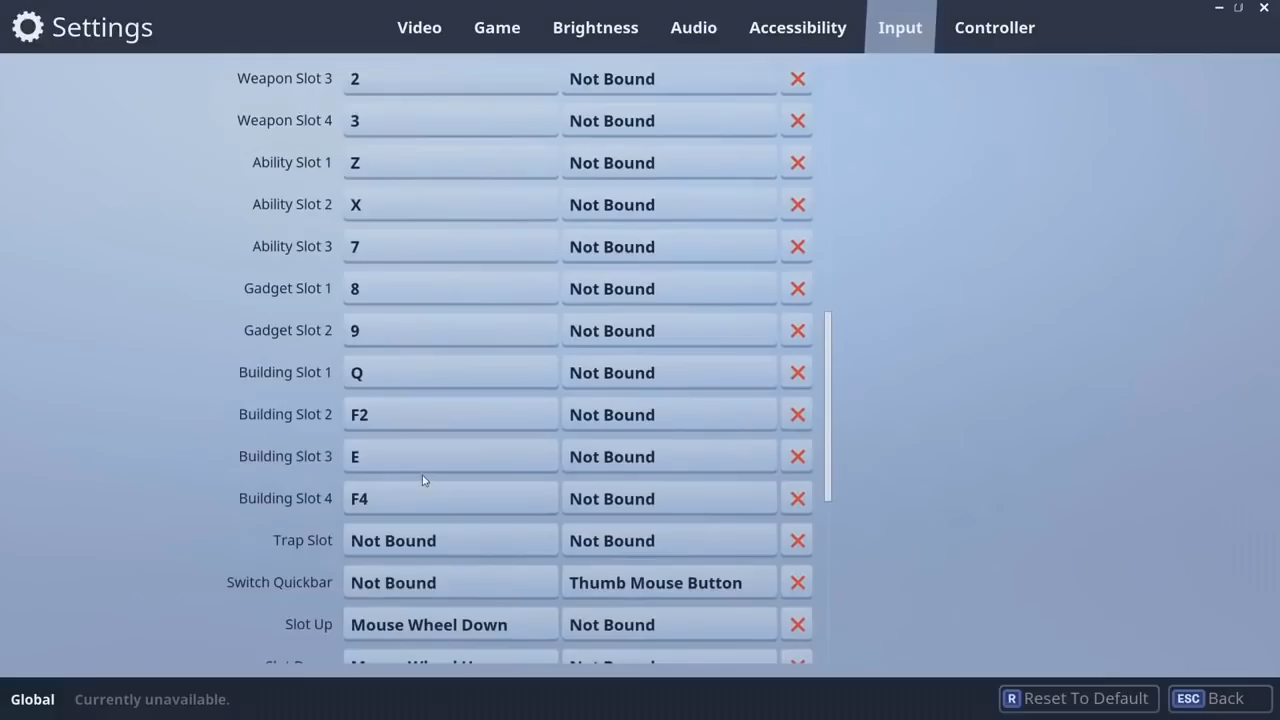 Settings
Video Game Brightness Audio Accessibility Input Controller
Weapon Slot 3 2 Not Bound
Weapon Slot 4 3 Not Bound
Ability Slot 1 Z Not Bound
Ability Slot 2 X Not Bound
Ability Slot 3 7 Not Bound
Gadget Slot 1 8 Not Bound
Gadget Slot 2 9 Not Bound
Building Slot 1 Q Not Bound
Building Slot 2 F2 Not Bound
Building Slot 3 E Not Bound
Building Slot 4 F4 Not Bound
Trap Slot Not Bound Not Bound
Switch Quickbar Not Bound Thumb Mouse Button
Slot Up Mouse Wheel Down Not Bound
Global Currently unavailable. R Reset To Default ESC Back